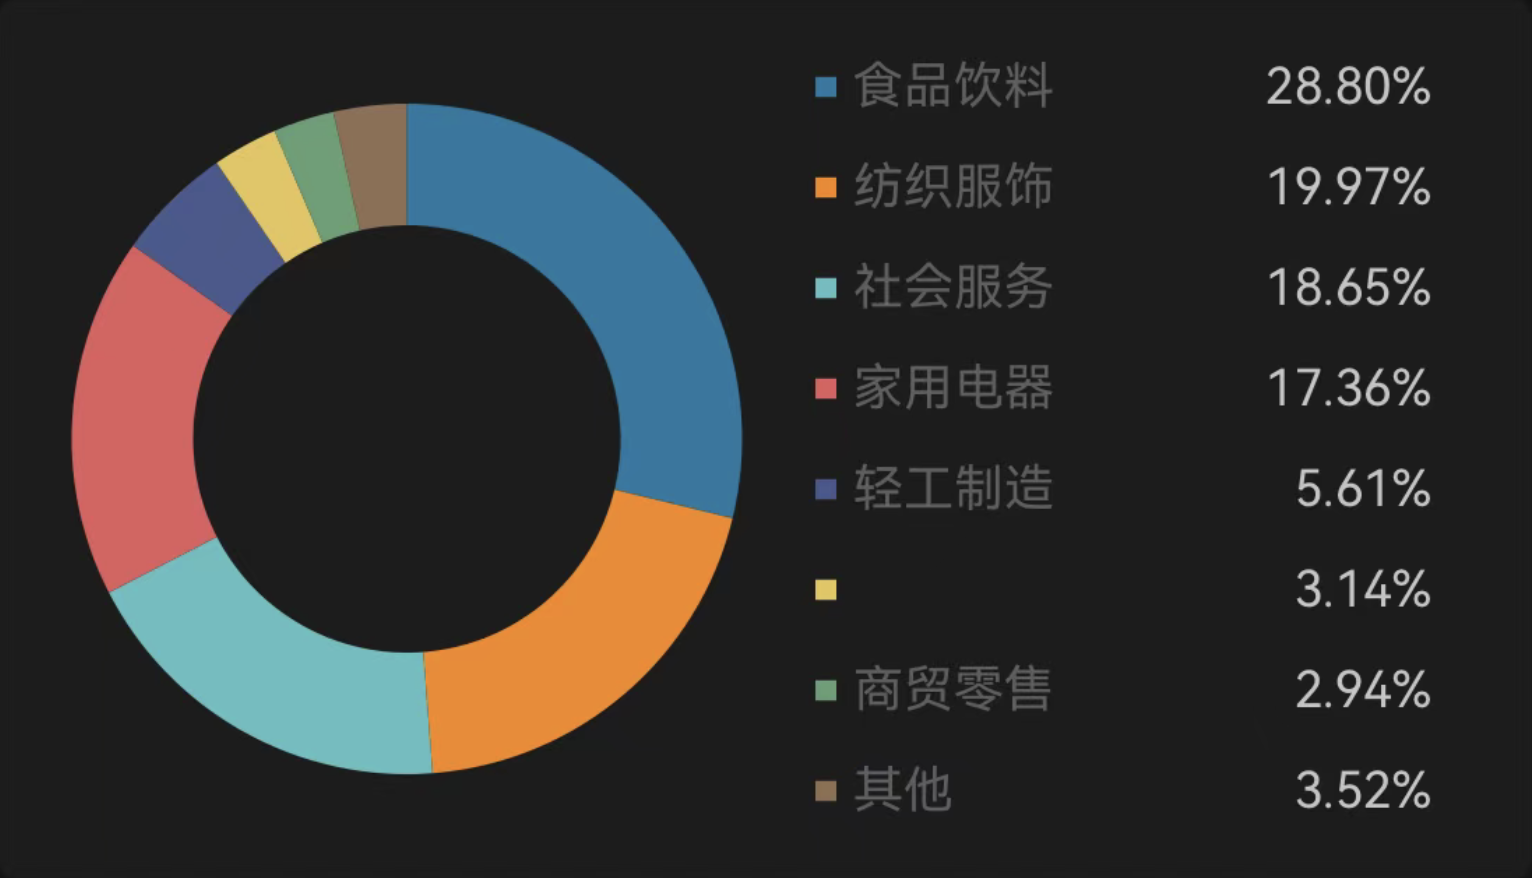 食品饮料 28.80%
纺织服饰 19.97%
社会服务 18.65%
家用电器 17.36%
轻工制造 5.61%
3.14%
商贸零售 2.94%
其他 3.52%